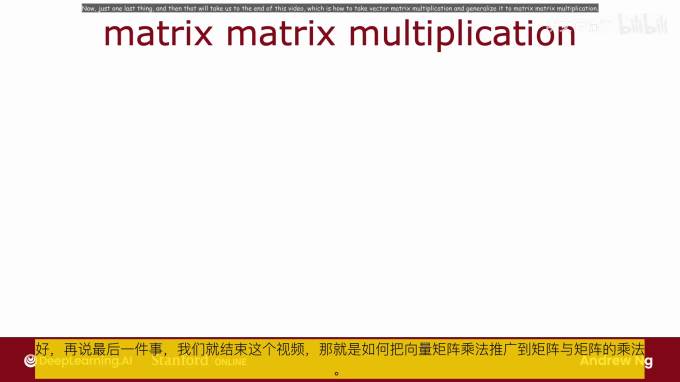 Now, just one last thing, and then that will take us to the end of this video, which is how to take vector matrix multiplication and generalize it to matrix matrix multiplication.
bilibili
matrix matrix multiplication
好，再说最后一件事，我们就结束这个视频，那就是如何把向量矩阵乘法推广到矩阵与矩阵的乘法
。
DeepLearning.AI
Stanford ONLINE
Andrew Ng